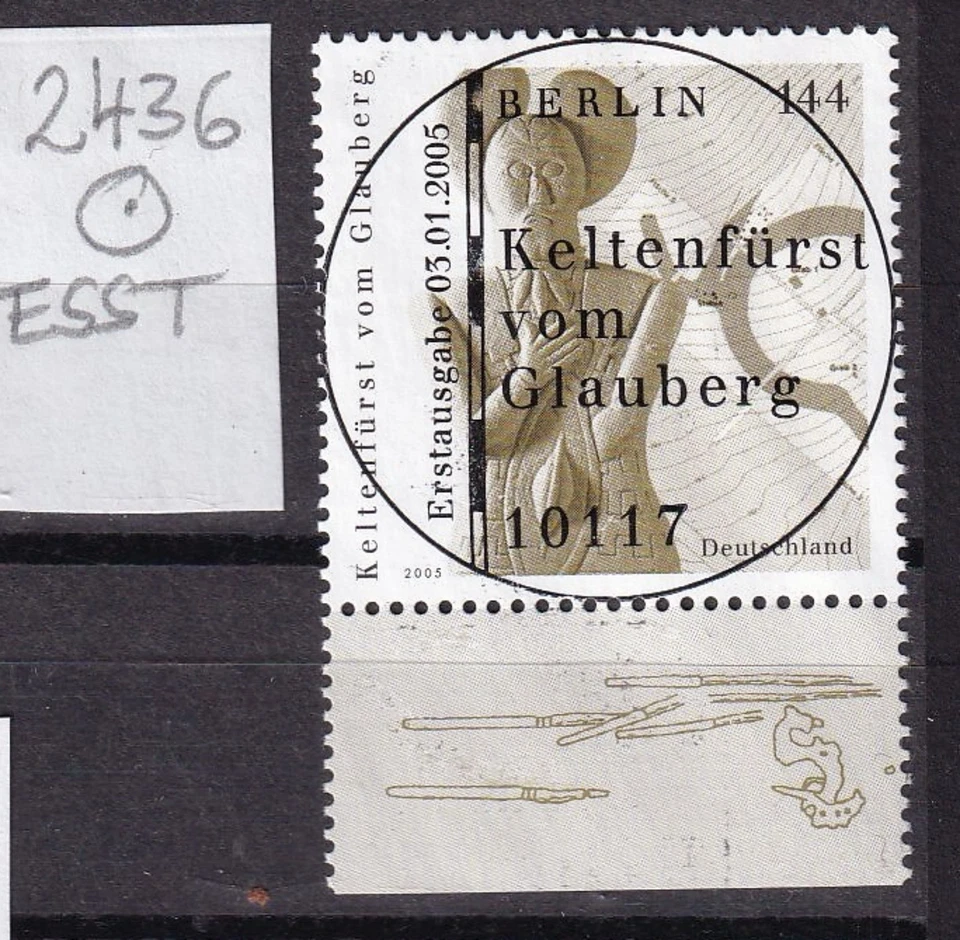 2436
ESST
Keltenfürst vom Glauberg
Erstausgabe 03.01.2005
BERLIN
144
Keltenfürst
vom
Glauberg
10117
Deutschland
2005